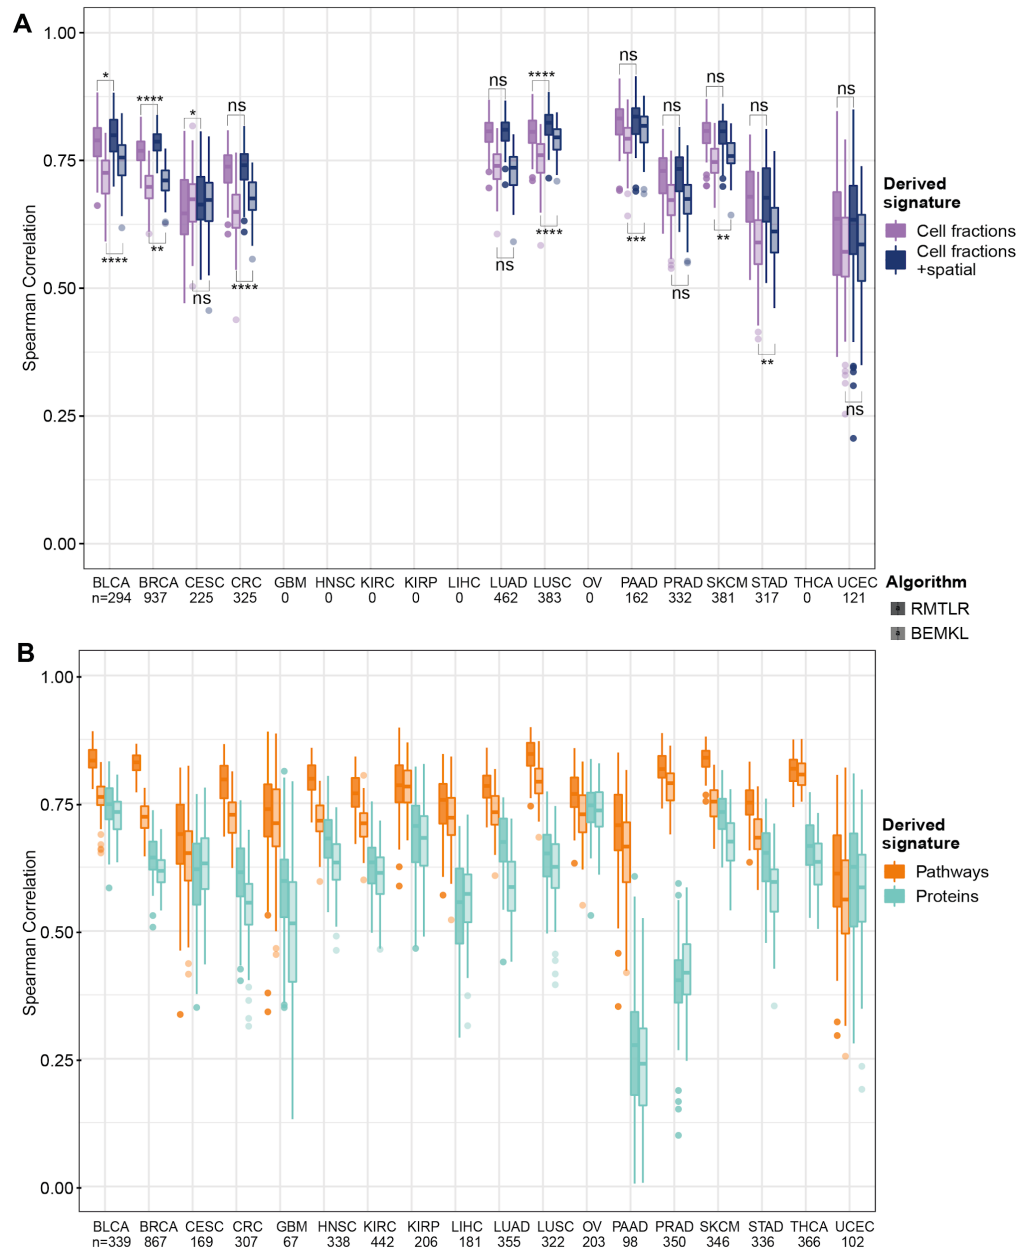 A
1.00
0.75
0.50
0.25
0.00
Spearman Correlation
* **** * ns ns **** ns ns ns ns ns
**** ** ns **** ns **** *** ns ** ** ns
BLCA BRCA CESC CRC GBM HNSC KIRC KIRP LIHC LUAD LUSC OV PAAD PRAD SKCM STAD THCA UCEC
n=294 937 225 325 0 0 0 0 0 462 383 0 162 332 381 317 0 121
Derived
signature
Cell fractions
Cell fractions
+spatial
Algorithm
RMTLR
BEMKL
B
1.00
0.75
0.50
0.25
0.00
Spearman Correlation
BLCA BRCA CESC CRC GBM HNSC KIRC KIRP LIHC LUAD LUSC OV PAAD PRAD SKCM STAD THCA UCEC
n=339 867 169 307 67 338 442 206 181 355 322 203 98 350 346 336 366 102
Derived
signature
Pathways
Proteins